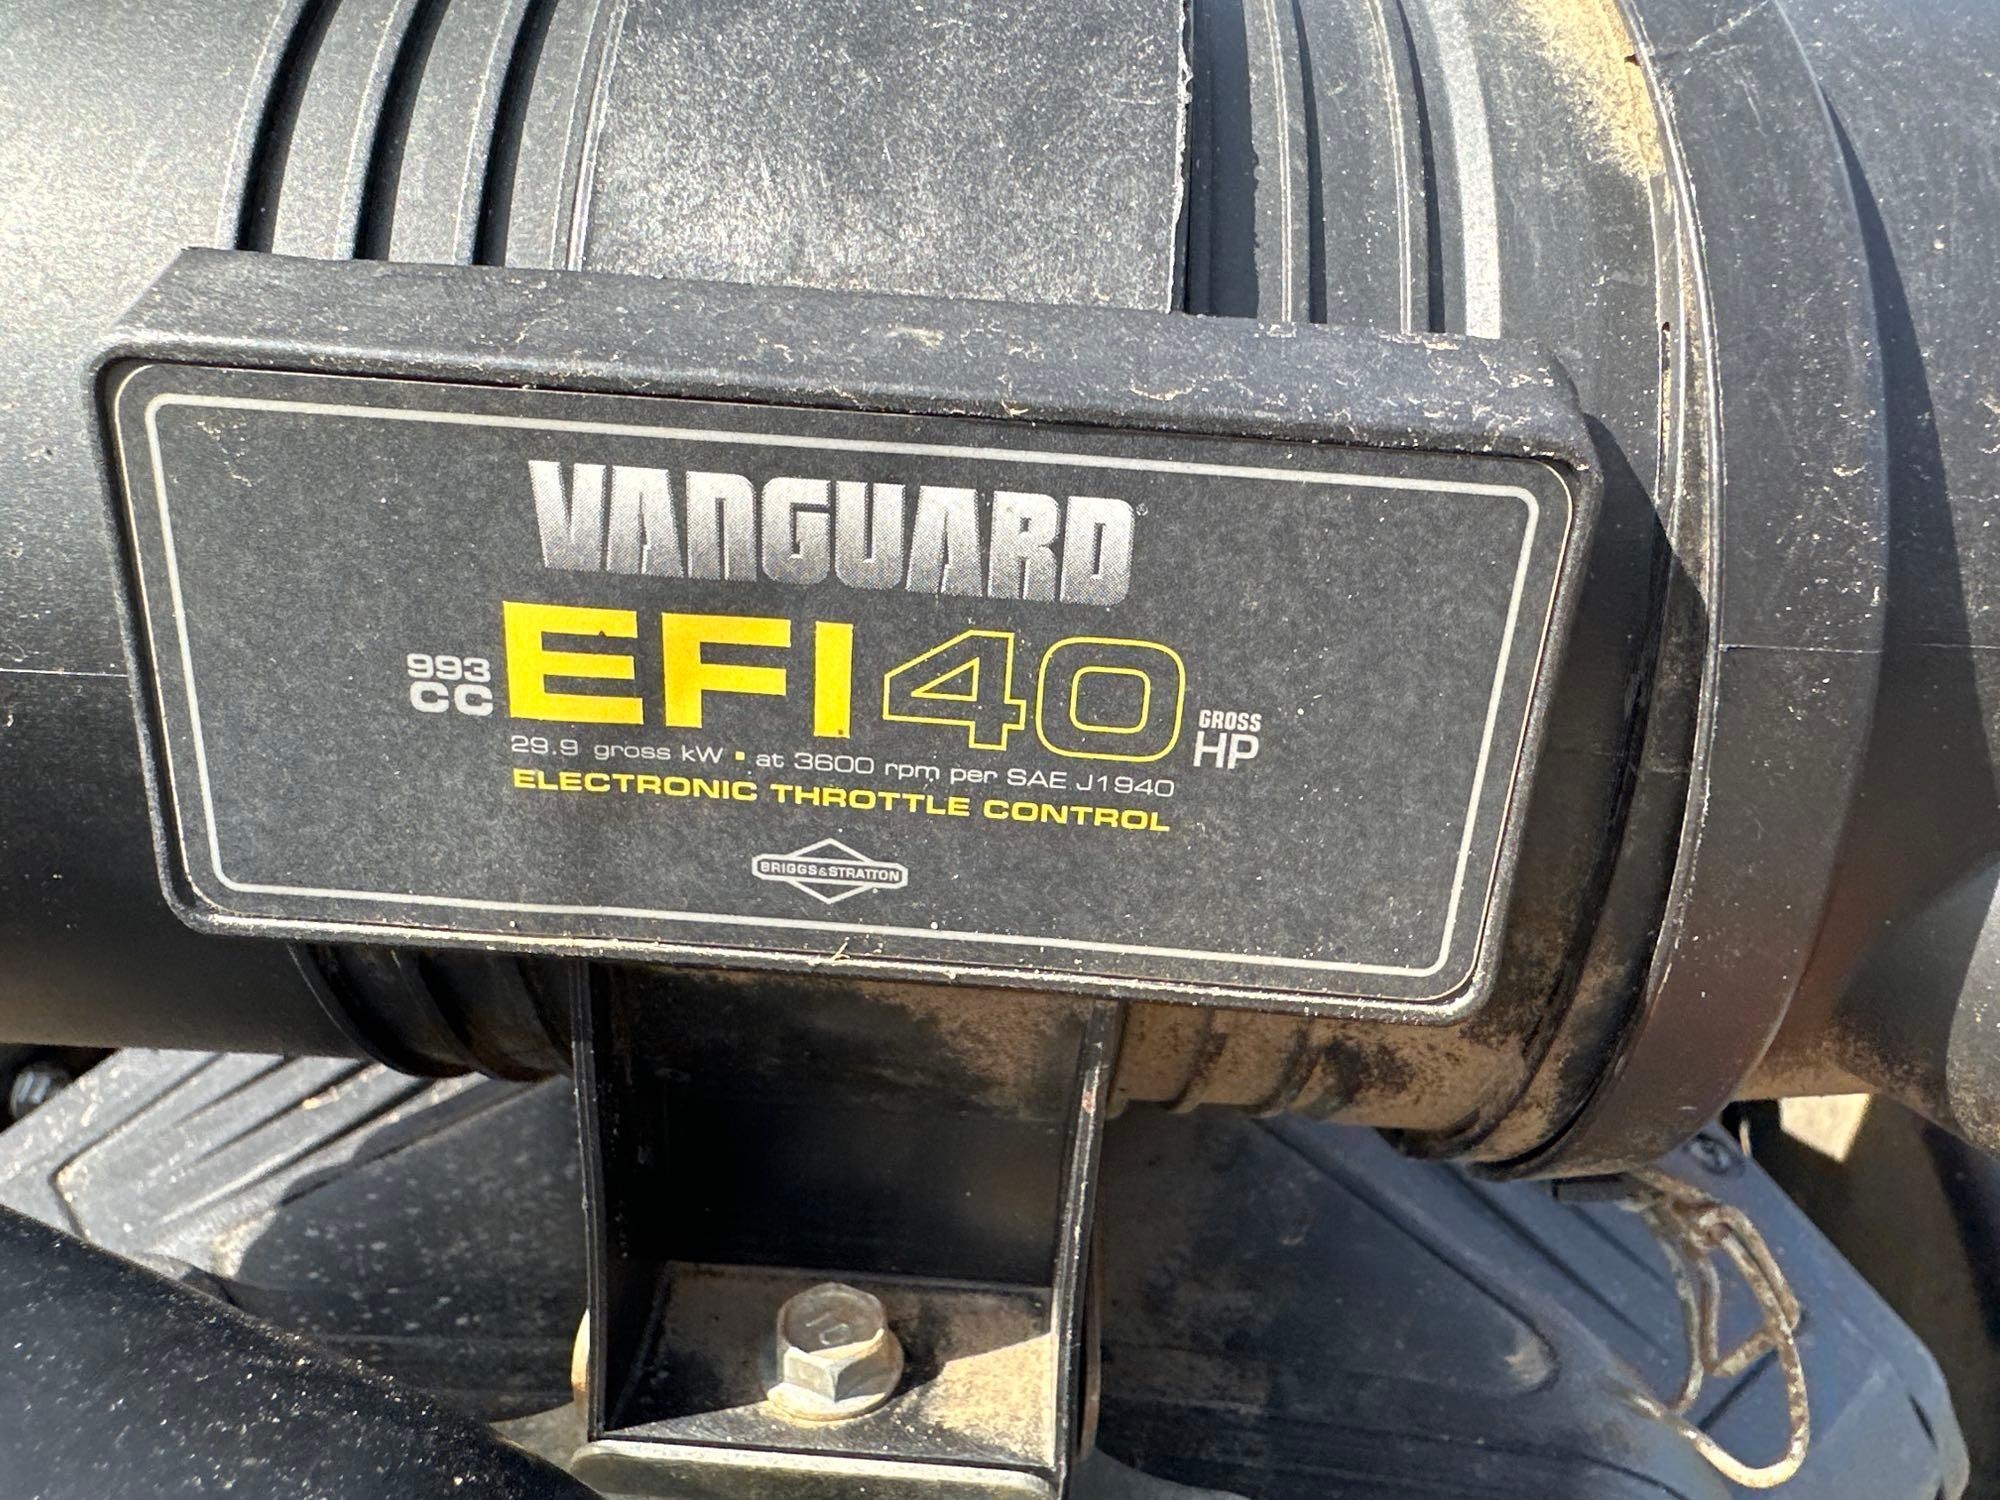 VANGUARD®
993
CC
EFI 40
GROSS
HP
29.9 gross kW ▪ at 3600 rpm per SAE J1940
ELECTRONIC THROTTLE CONTROL
BRIGGS&STRATTON
10